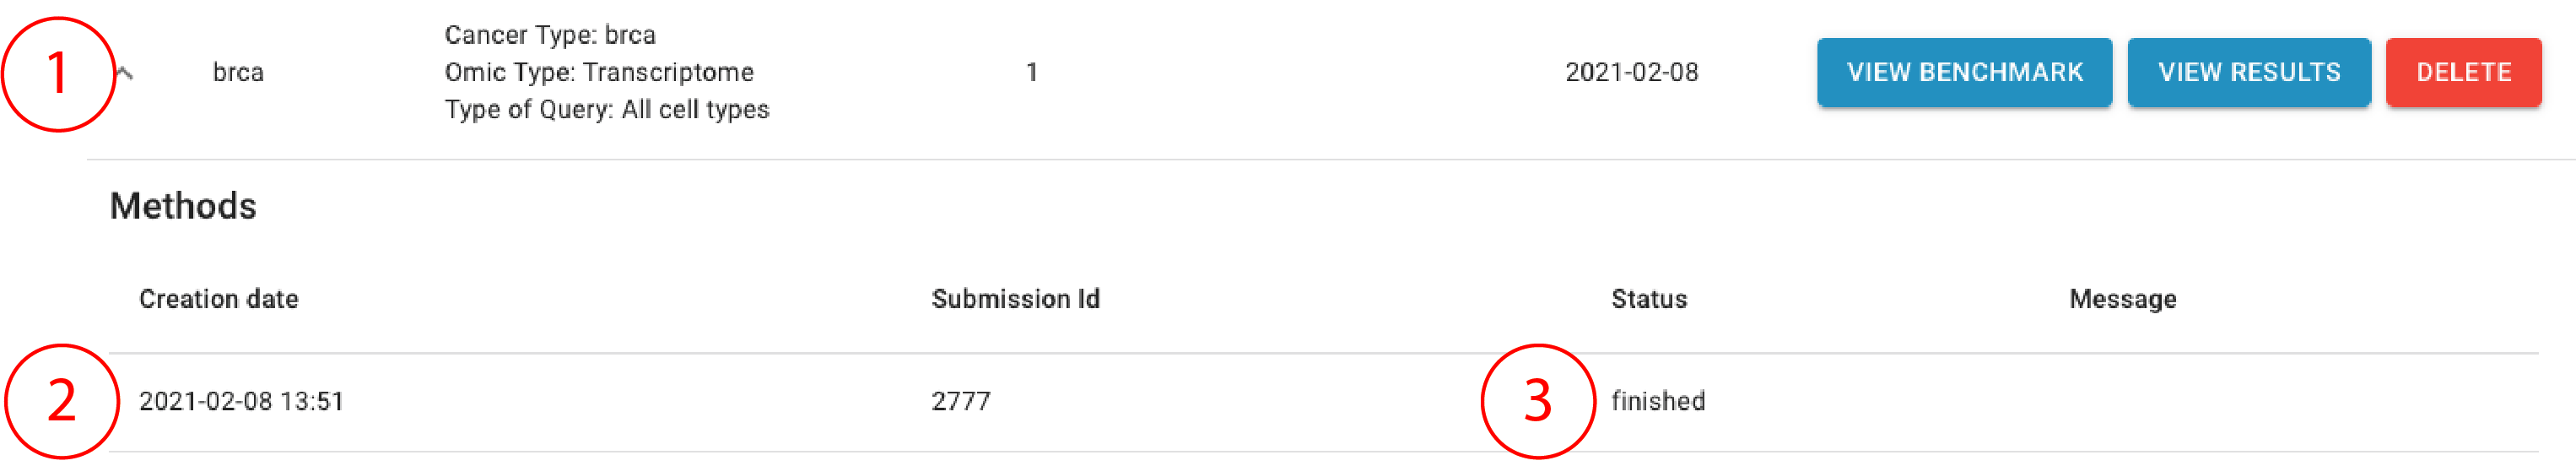 1
brca
Cancer Type: brca
Omic Type: Transcriptome
Type of Query: All cell types
1
2021-02-08
VIEW BENCHMARK
VIEW RESULTS
DELETE
Methods
Creation date Submission Id Status Message
2
2021-02-08 13:51
2777
3
finished